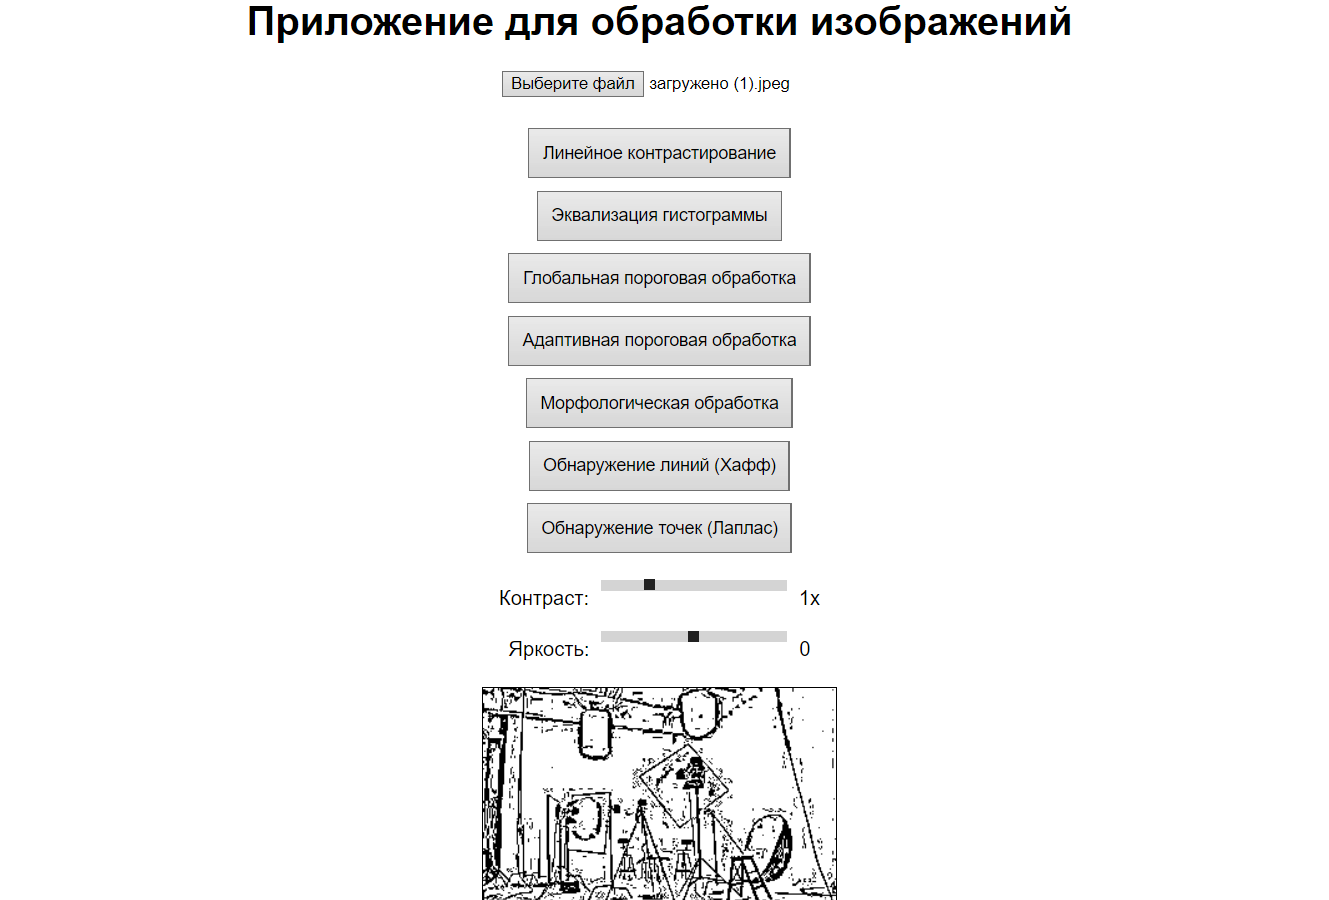 Приложение для обработки изображений
Выберите файл загружено (1).jpeg
Линейное контрастирование
Эквализация гистограммы
Глобальная пороговая обработка
Адаптивная пороговая обработка
Морфологическая обработка
Обнаружение линий (Хафф)
Обнаружение точек (Лаплас)
Контраст: 1x
Яркость: 0